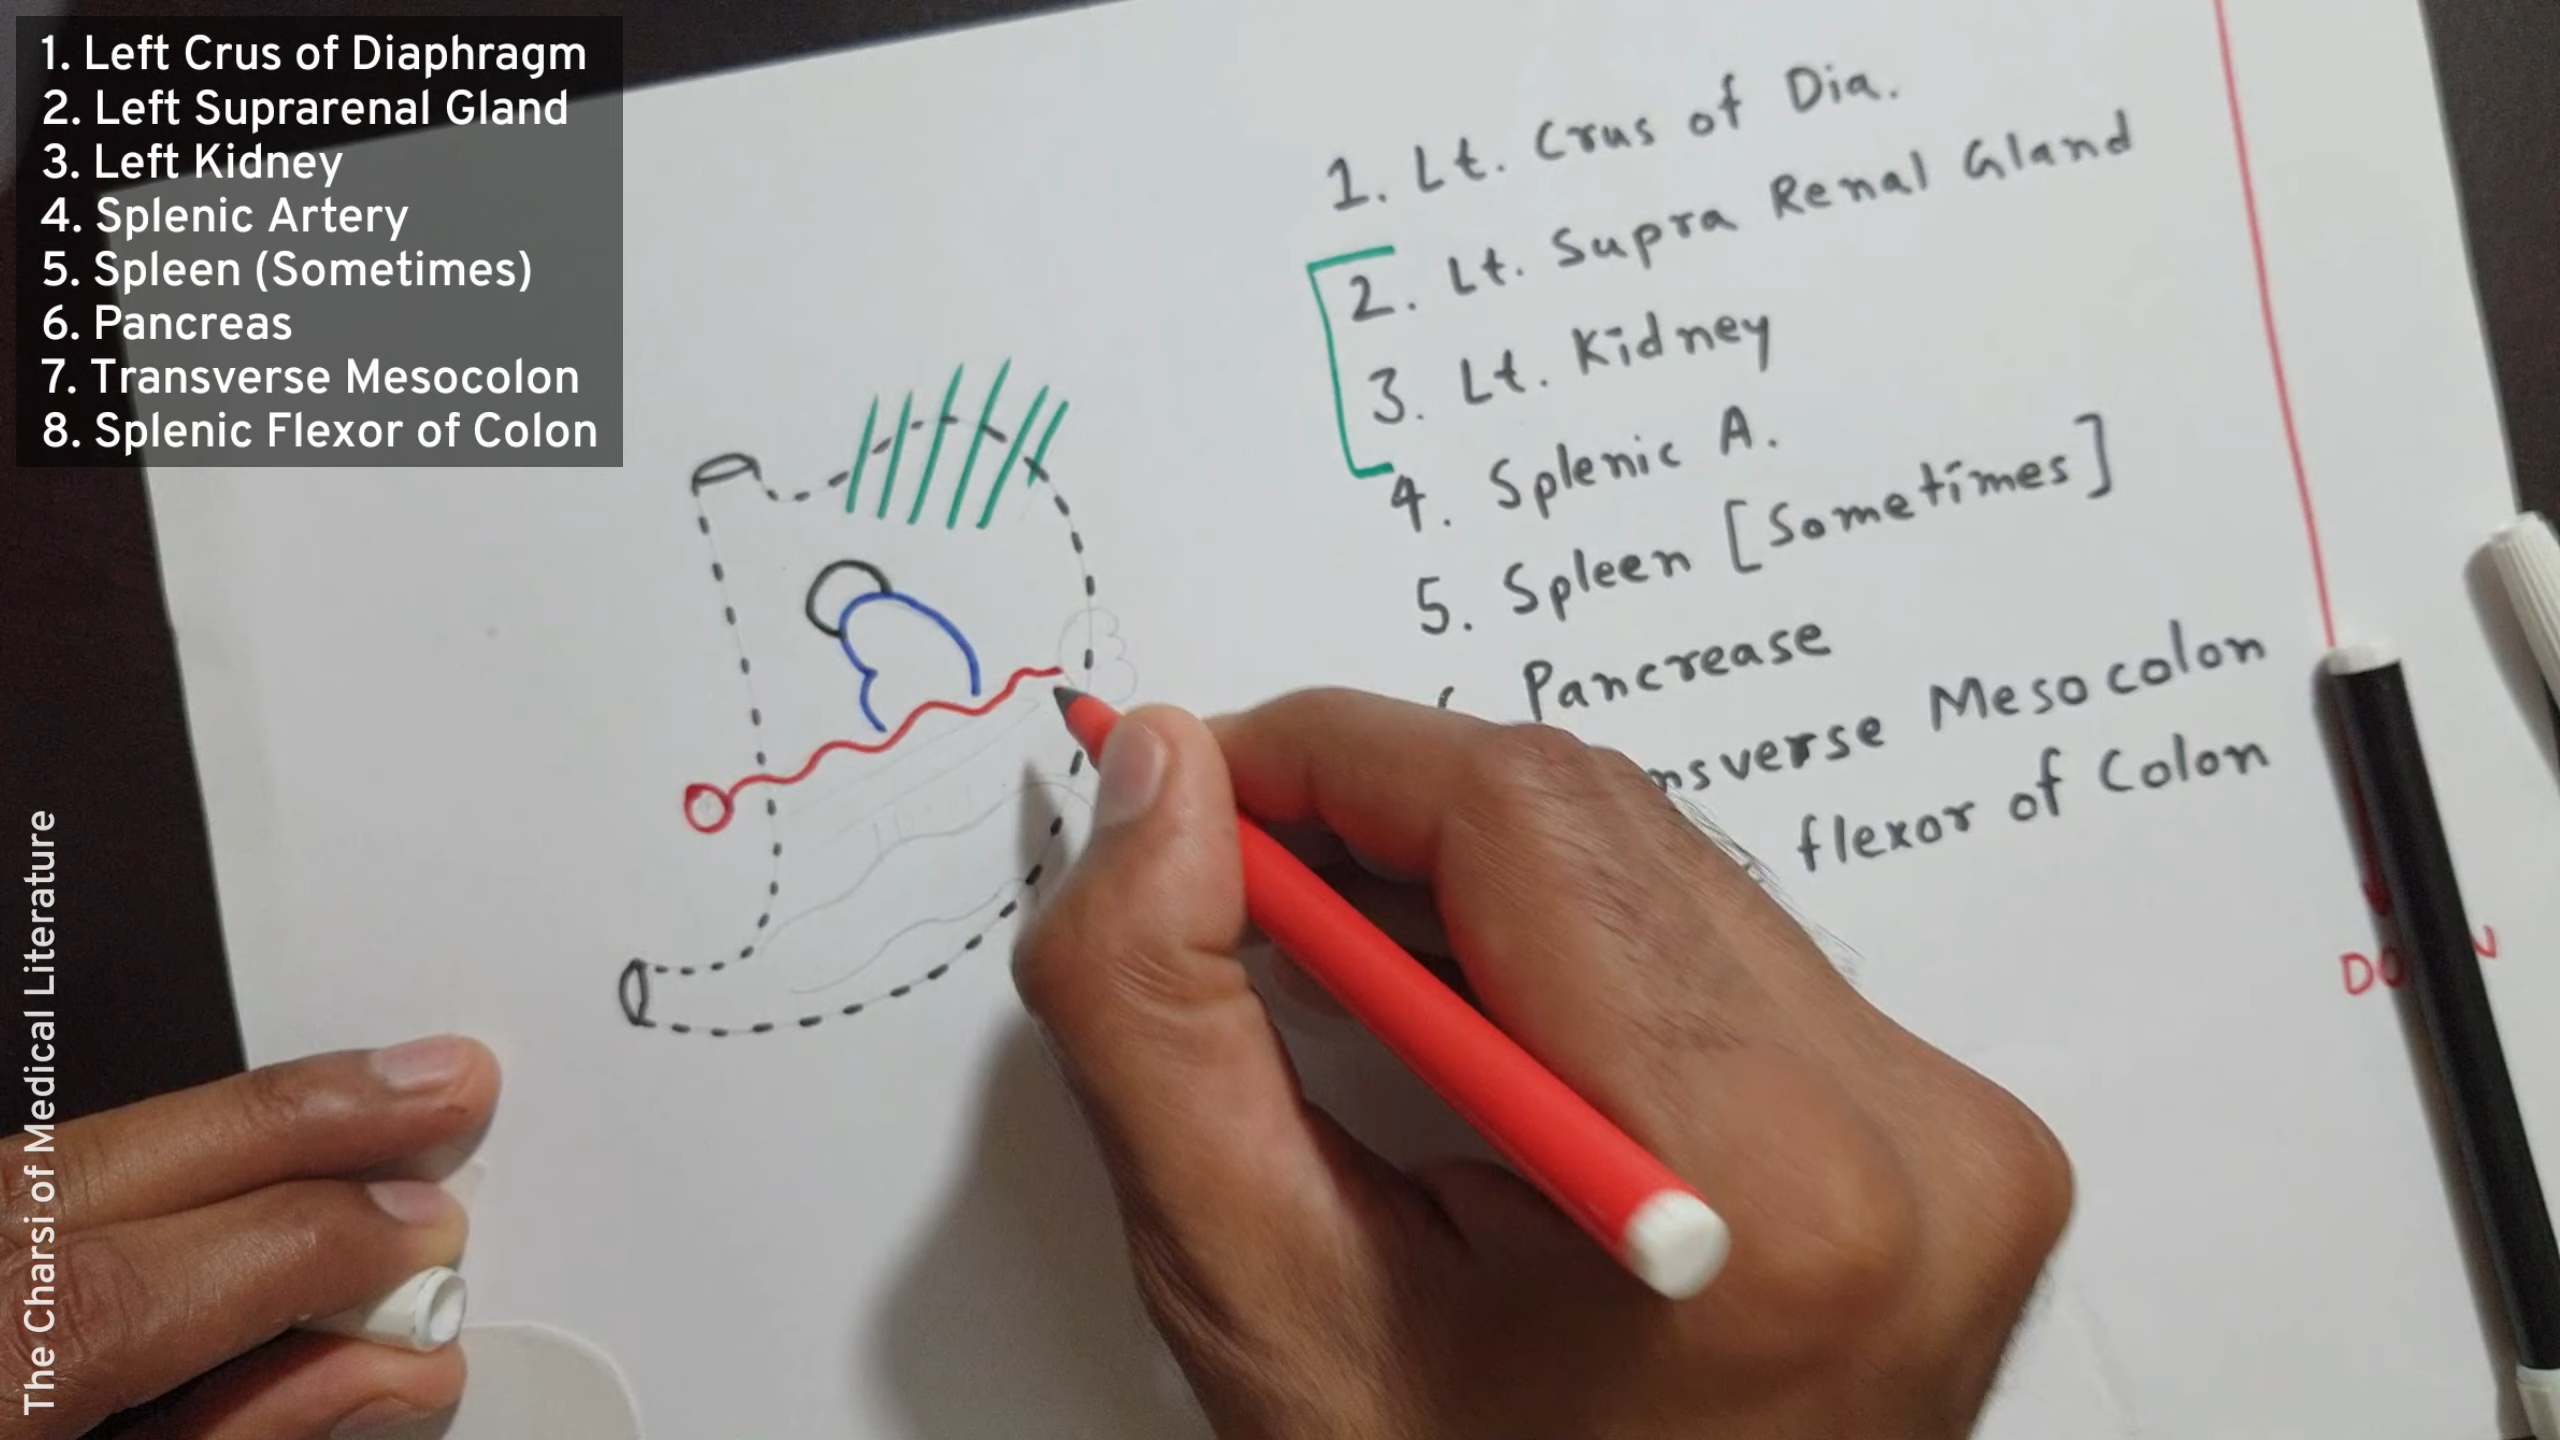 1. Left Crus of Diaphragm
2. Left Suprarenal Gland
3. Left Kidney
4. Splenic Artery
5. Spleen (Sometimes)
6. Pancreas
7. Transverse Mesocolon
8. Splenic Flexor of Colon
1. Lt. Crus of Dia.
2. Lt. Supra Renal Gland
3. Lt. Kidney
4. Splenic A.
5. Spleen [Sometimes]
Pancrease
nsverse Mesocolon
flexor of Colon
The Charsi of Medical Literature